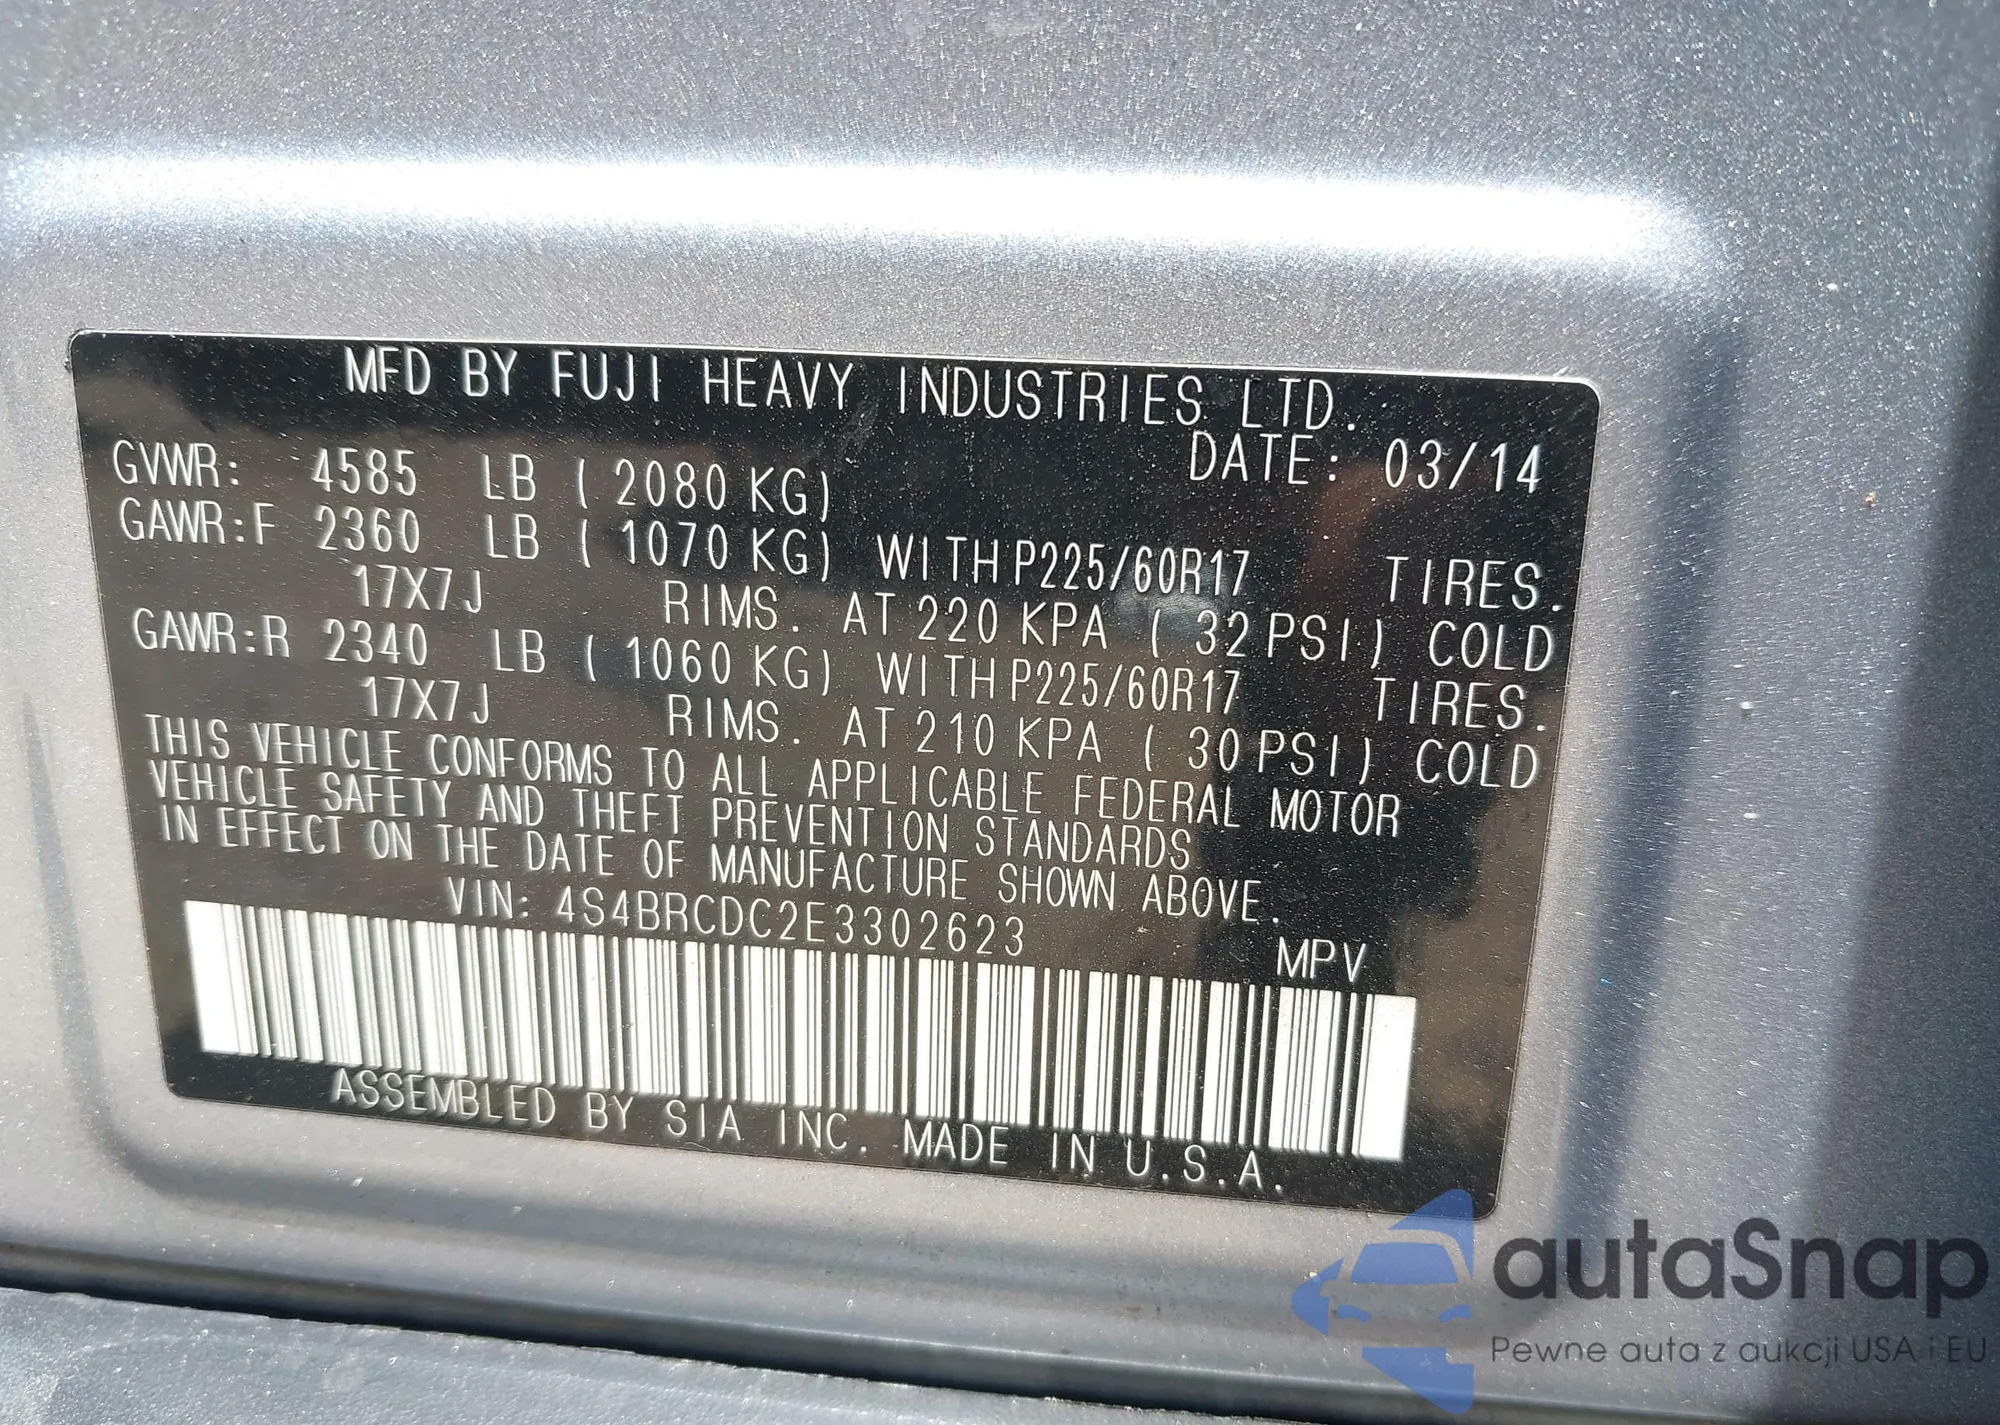 MFD BY FUJI HEAVY INDUSTRIES LTD.
DATE: 03/14
GVWR: 4585 LB (2080 KG)
GAWR:F 2360 LB (1070 KG) WITH P225/60R17 TIRES.
17X7J RIMS. AT 220 KPA (32 PSI) COLD
GAWR:R 2340 LB (1060 KG) WITH P225/60R17 TIRES.
17X7J RIMS. AT 210 KPA (30 PSI) COLD
THIS VEHICLE CONFORMS TO ALL APPLICABLE FEDERAL MOTOR
VEHICLE SAFETY AND THEFT PREVENTION STANDARDS
IN EFFECT ON THE DATE OF MANUFACTURE SHOWN ABOVE.
VIN: 4S4BRCDC2E3302623
MPV
ASSEMBLED BY SIA INC. MADE IN U.S.A.
autaSnap
Pewne auta z aukcji USA i EU